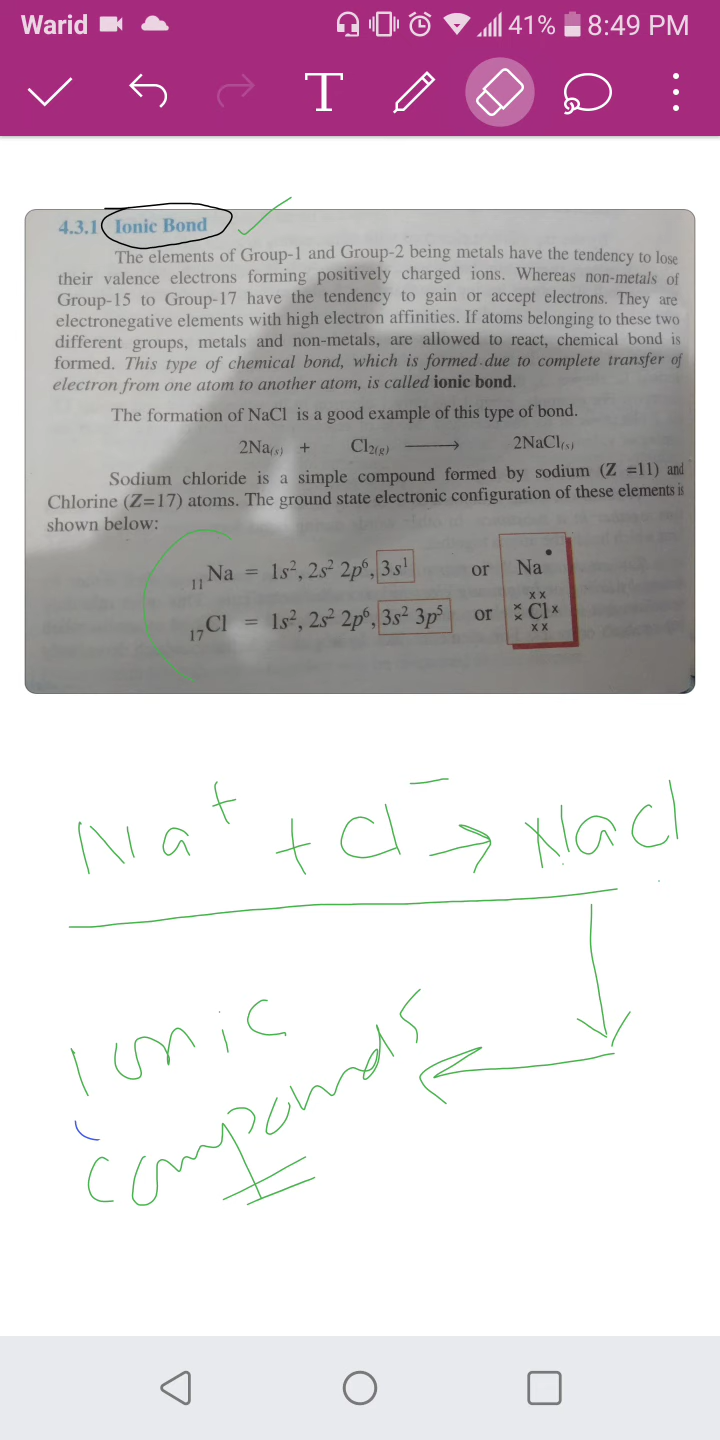 Warid 41% 8:49 PM
T
4.3.1 Ionic Bond
The elements of Group-1 and Group-2 being metals have the tendency to lose
their valence electrons forming positively charged ions. Whereas non-metals of
Group-15 to Group-17 have the tendency to gain or accept electrons. They are
electronegative elements with high electron affinities. If atoms belonging to these two
different groups, metals and non-metals, are allowed to react, chemical bond is
formed. This type of chemical bond, which is formed due to complete transfer of
electron from one atom to another atom, is called ionic bond.
The formation of NaCl is a good example of this type of bond.
2Na(s) + Cl2(g) ⟶ 2NaCl(s)
Sodium chloride is a simple compound formed by sodium (Z =11) and
Chlorine (Z=17) atoms. The ground state electronic configuration of these elements is
shown below:
₁₁Na = 1s², 2s² 2p⁶, 3s¹ or Na•
₁₇Cl = 1s², 2s² 2p⁶, 3s² 3p⁵ or xx xx Cl x xx
Na⁺ + Cl⁻ → NaCl
Ionic
compounds